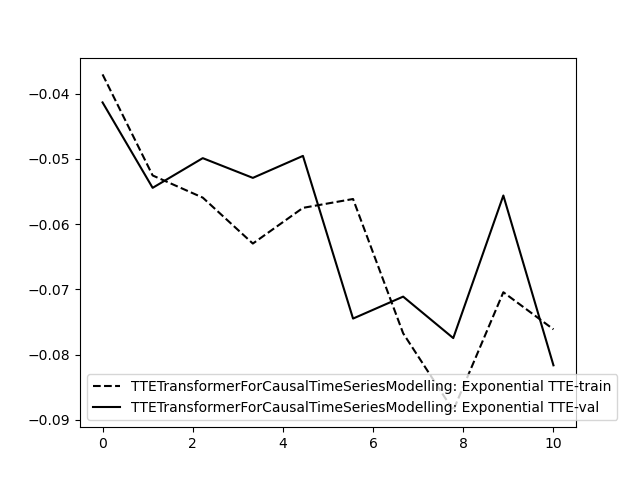 −0.04
−0.05
−0.06
−0.07
−0.08
−0.09
TTETransformerForCausalTimeSeriesModelling: Exponential TTE-train
TTETransformerForCausalTimeSeriesModelling: Exponential TTE-val
0 2 4 6 8 10